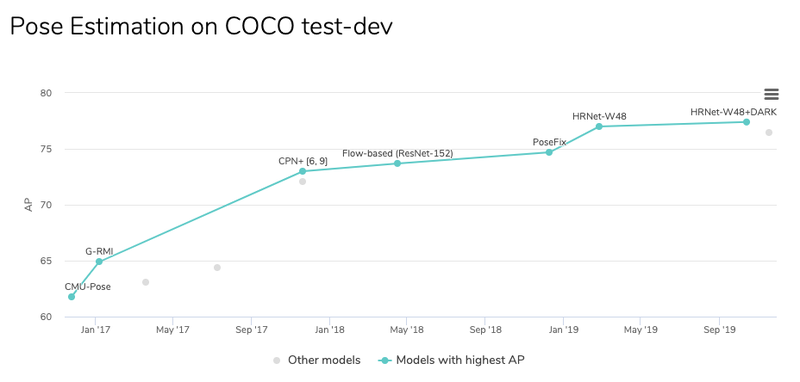 Pose Estimation on COCO test-dev
80
HRNet-W48+DARK
HRNet-W48
PoseFix
75
Flow-based (ResNet-152)
CPN+ [6, 9]
AP
70
G-RMI
65
CMU-Pose
60
Jan '17 May '17 Sep '17 Jan '18 May '18 Sep '18 Jan '19 May '19 Sep '19
Other models Models with highest AP